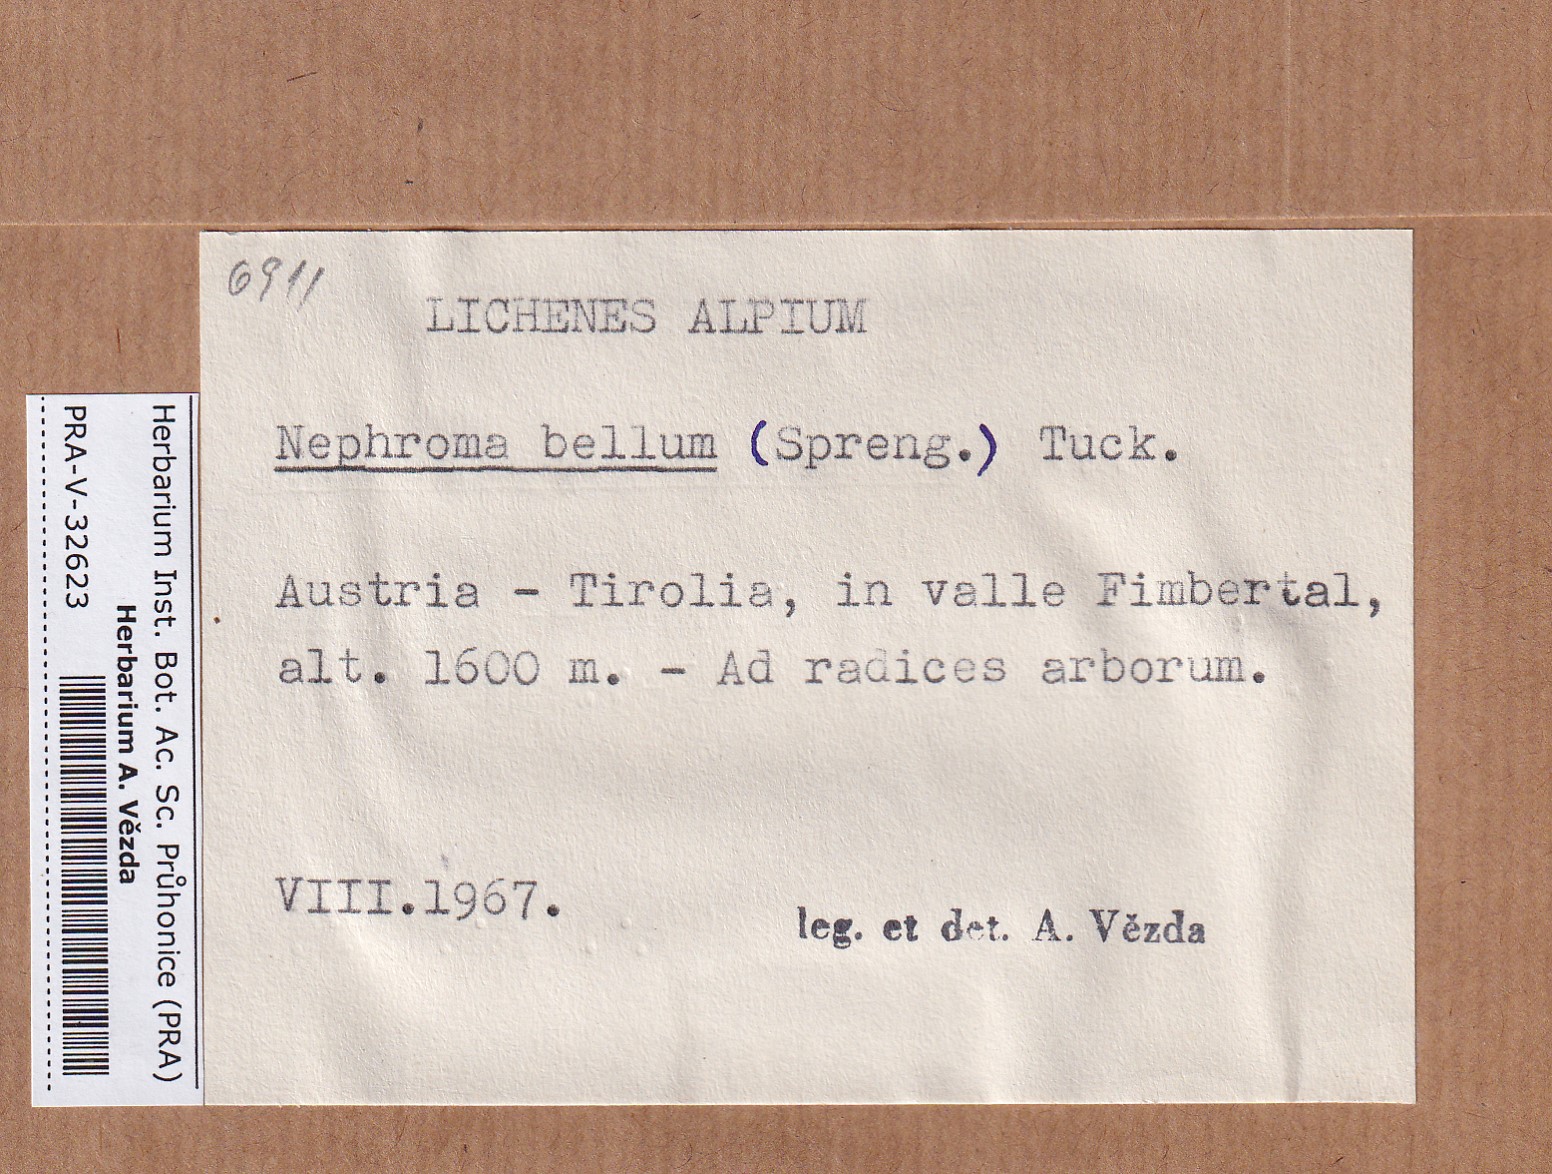 6911
LICHENES ALPIUM
Nephroma bellum (Spreng.) Tuck.
Austria - Tirolia, in valle Fimbertal,
alt. 1600 m. - Ad radices arborum.
VIII.1967.
leg. et det. A. Vězda
Herbarium Inst. Bot. Ac. Sc. Průhonice (PRA)
Herbarium A. Vězda
PRA-V-32623